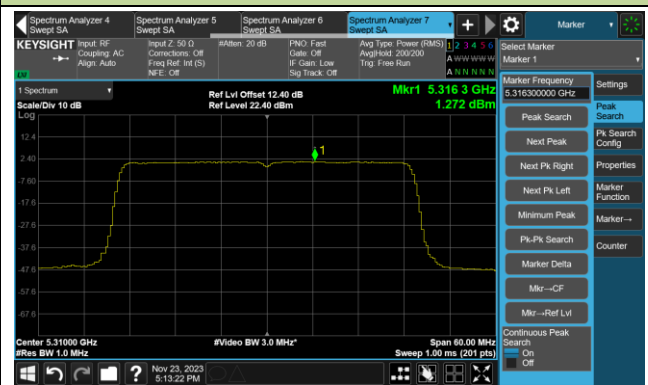 Spectrum Analyzer 4
Swept SA
Spectrum Analyzer 5
Swept SA
Spectrum Analyzer 6
Swept SA
Spectrum Analyzer 7
Swept SA
Marker
KEYSIGHT
Input: RF
Coupling: AC
Align: Auto
Input Z: 50 Ω
Corrections: Off
Freq Ref: Int (S)
NFE: Off
#Atten: 20 dB
PNO: Fast
Gate: Off
IF Gain: Low
Sig Track: Off
Avg Type: Power (RMS)
Avg|Hold: 200/200
Trig: Free Run
1 2 3 4 5 6
A W W W W W
A N N N N N
Select Marker
Marker 1
1 Spectrum
Scale/Div 10 dB
Log
Ref Lvl Offset 12.40 dB
Ref Level 22.40 dBm
Mkr1 5.316 3 GHz
1.272 dBm
12.4
2.40
-7.60
-17.6
-27.6
-37.6
-47.6
-57.6
-67.6
1
Center 5.31000 GHz
#Res BW 1.0 MHz
#Video BW 3.0 MHz*
Span 60.00 MHz
Sweep 1.00 ms (201 pts)
Marker Frequency
5.316300000 GHz
Peak Search
Next Peak
Next Pk Right
Next Pk Left
Minimum Peak
Pk-Pk Search
Marker Delta
Mkr→CF
Mkr→Ref Lvl
Continuous Peak
Search
On
Off
Settings
Peak
Search
Pk Search
Config
Properties
Marker
Function
Marker→
Counter
?
Nov 23, 2023
5:13:22 PM